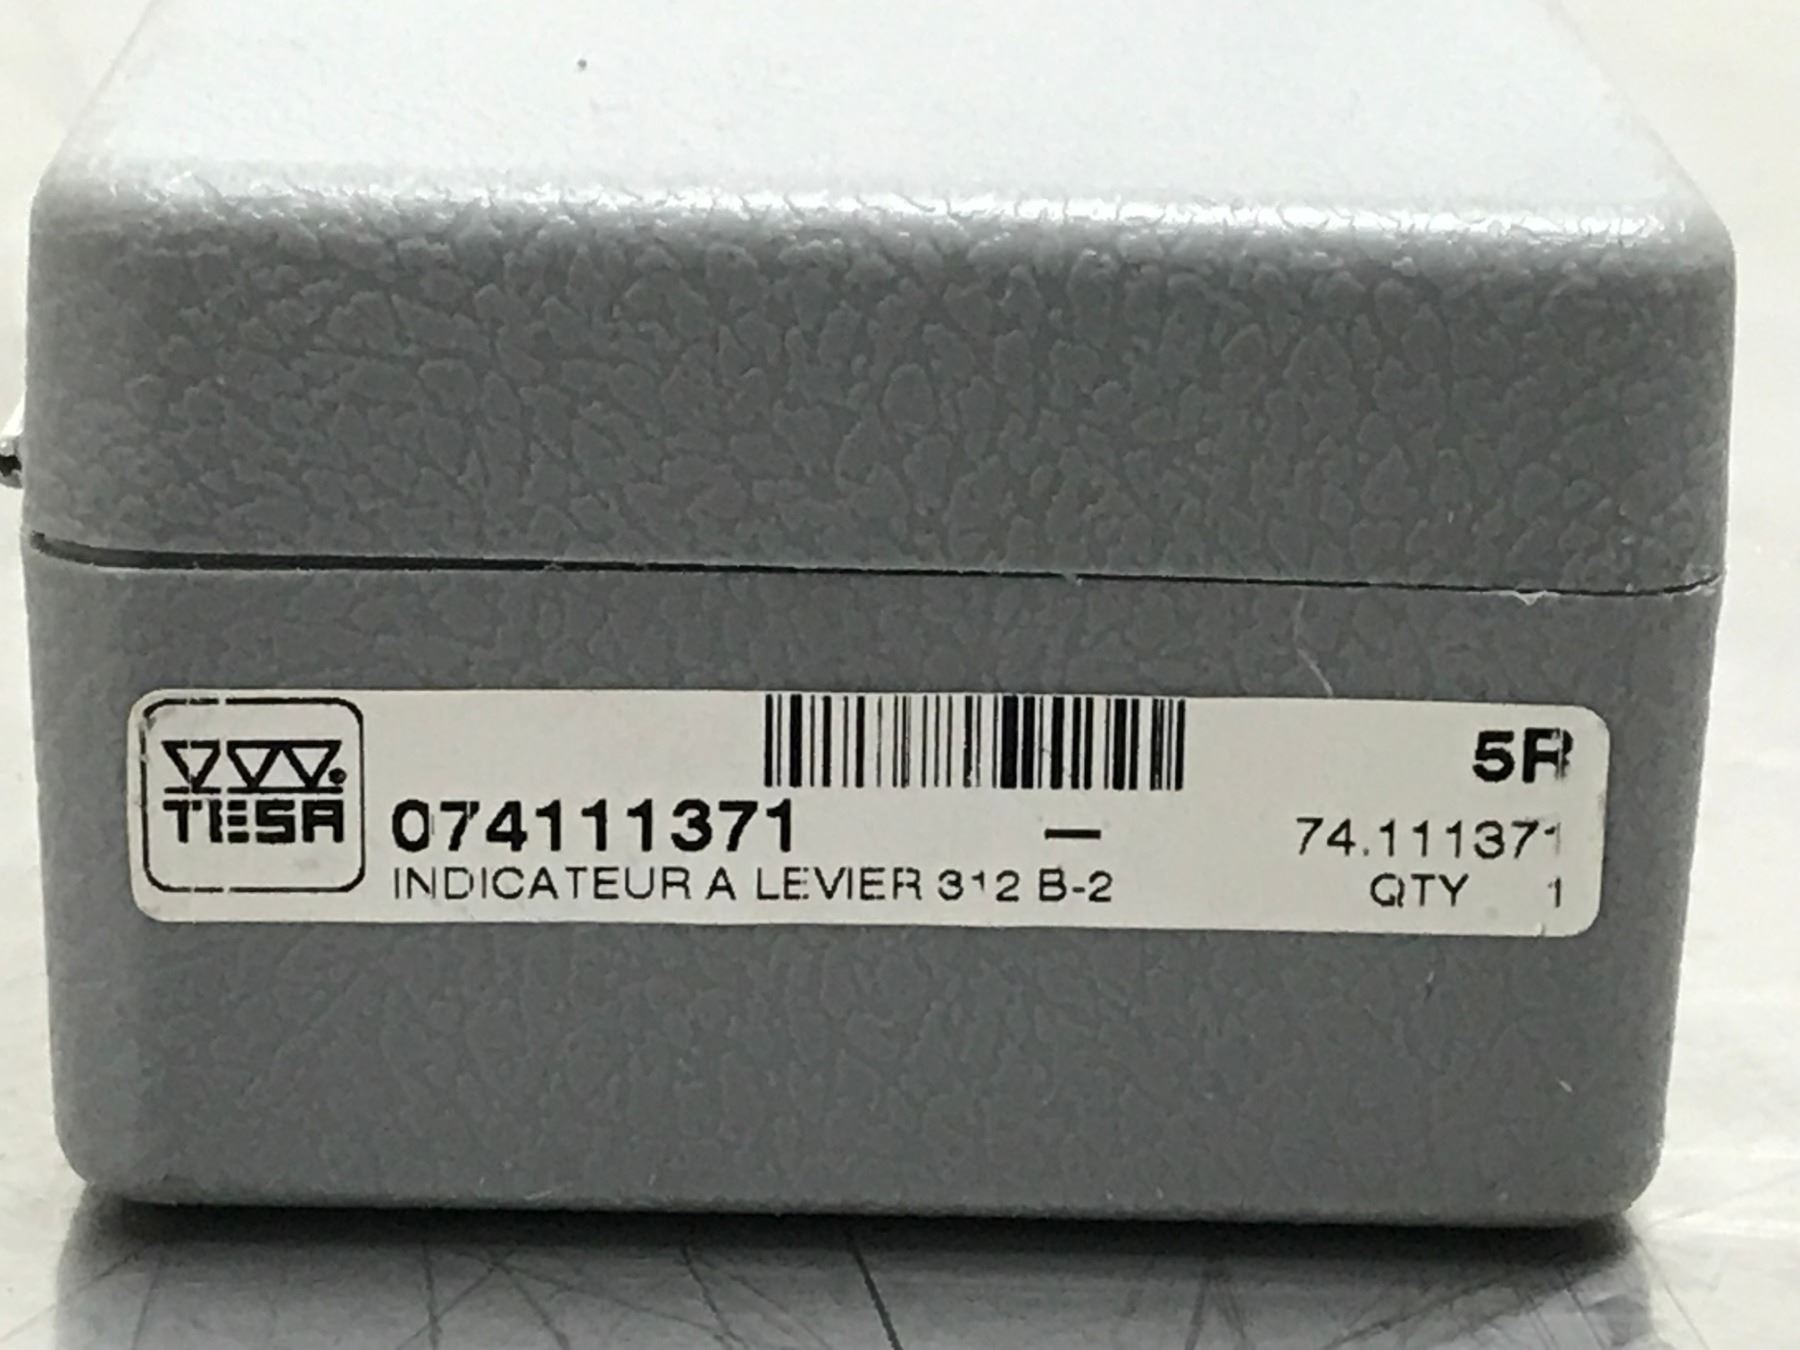 5R
TESA
074111371 — 74.111371
INDICATEUR A LEVIER 312 B-2 QTY 1